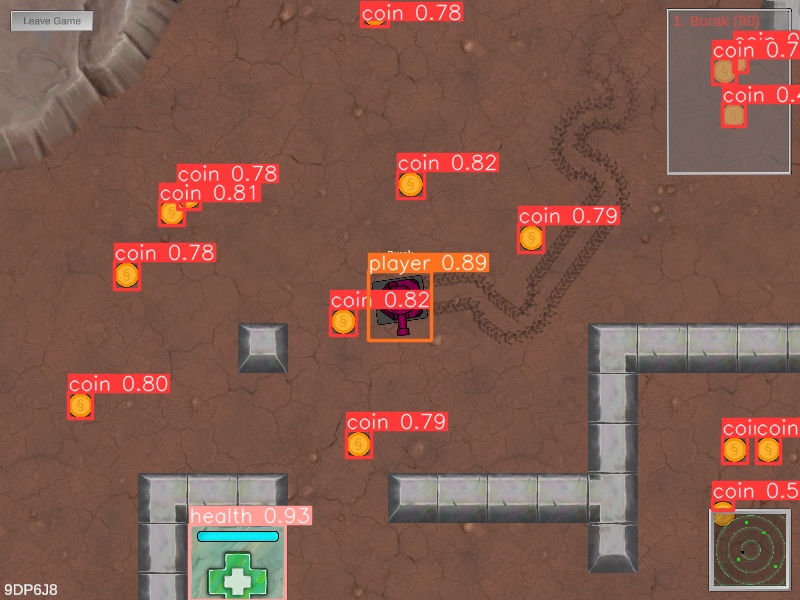 Leave Game
coin 0.78
1. Burak (90)
coin 0.7
coin 0.4
coin 0.82
coin 0.78
coin 0.81
coin 0.79
coin 0.78
player 0.89
coin 0.82
coin 0.80
coin 0.79
coin
coin 0.5
health 0.93
9DP6J8